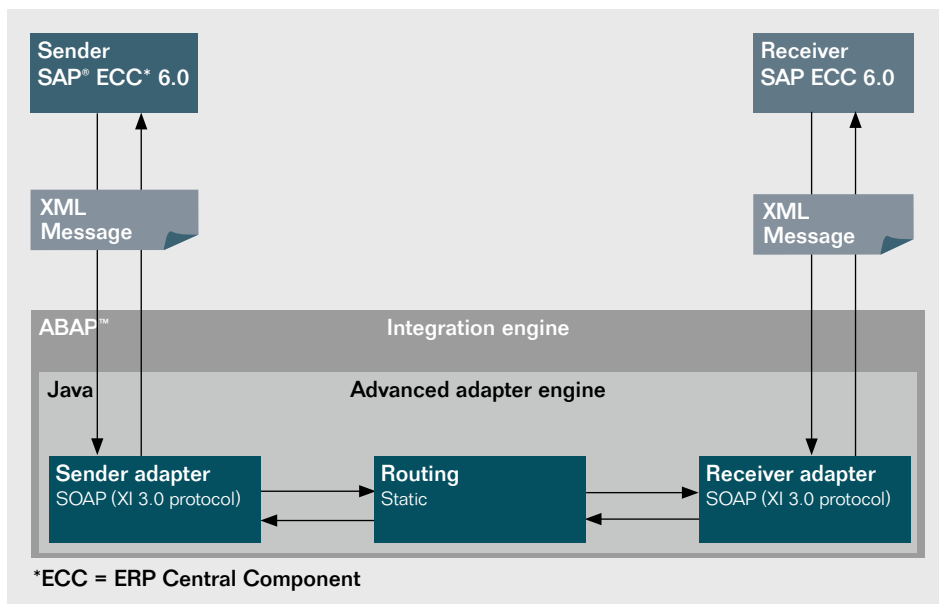 Sender
SAP® ECC* 6.0
Receiver
SAP ECC 6.0
XML
Message
XML
Message
ABAP™
Integration engine
Java
Advanced adapter engine
Sender adapter
SOAP (XI 3.0 protocol)
Routing
Static
Receiver adapter
SOAP (XI 3.0 protocol)
*ECC = ERP Central Component